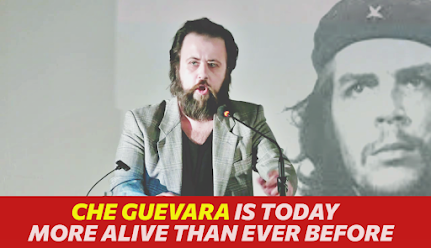 CHE GUEVARA IS TODAY
MORE ALIVE THAN EVER BEFORE